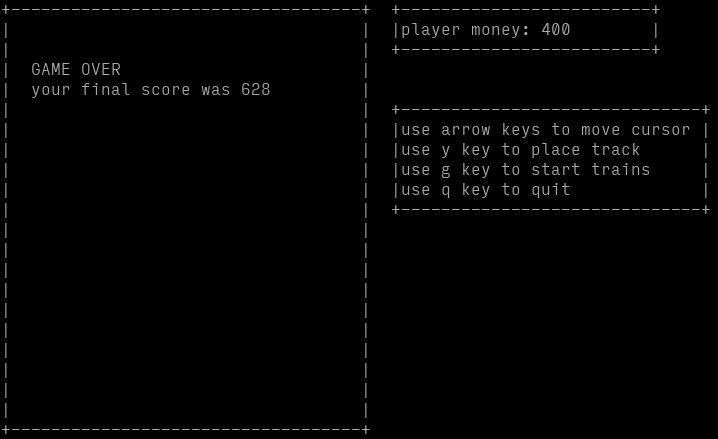 GAME OVER
your final score was 628
player money: 400
use arrow keys to move cursor
use y key to place track
use g key to start trains
use q key to quit